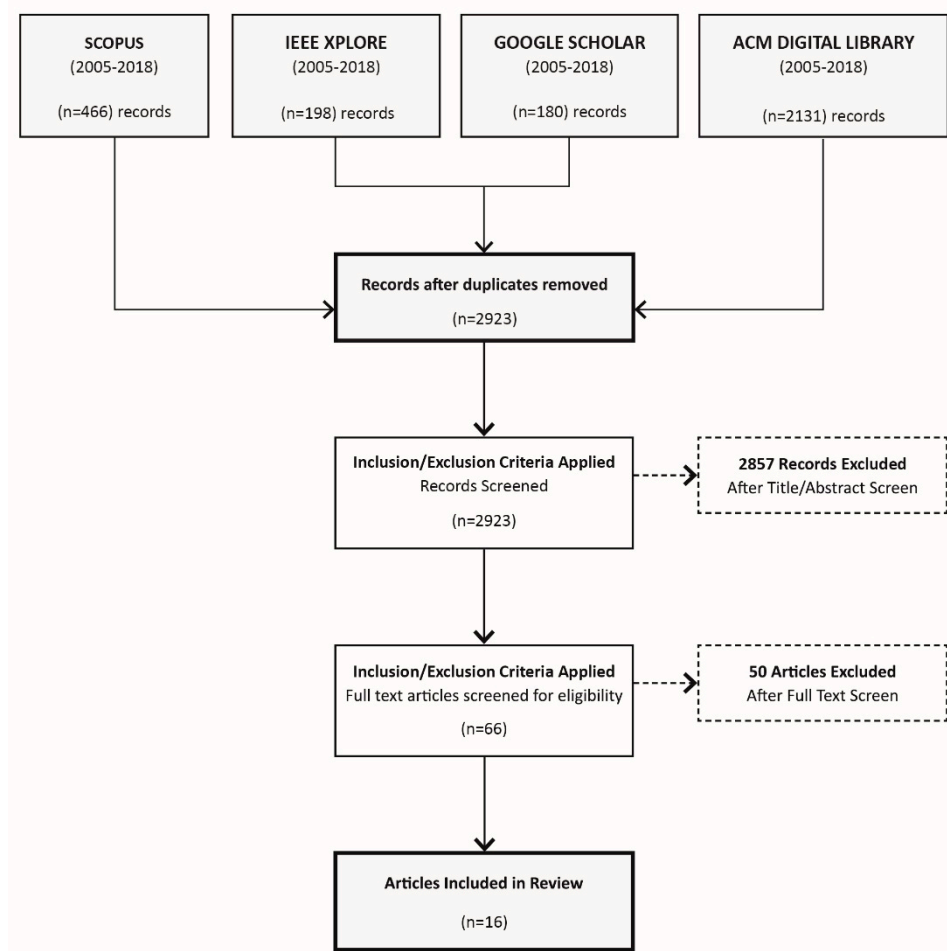 SCOPUS
(2005-2018)
(n=466) records
IEEE XPLORE
(2005-2018)
(n=198) records
GOOGLE SCHOLAR
(2005-2018)
(n=180) records
ACM DIGITAL LIBRARY
(2005-2018)
(n=2131) records
Records after duplicates removed
(n=2923)
Inclusion/Exclusion Criteria Applied
Records Screened
(n=2923)
2857 Records Excluded
After Title/Abstract Screen
Inclusion/Exclusion Criteria Applied
Full text articles screened for eligibility
(n=66)
50 Articles Excluded
After Full Text Screen
Articles Included in Review
(n=16)